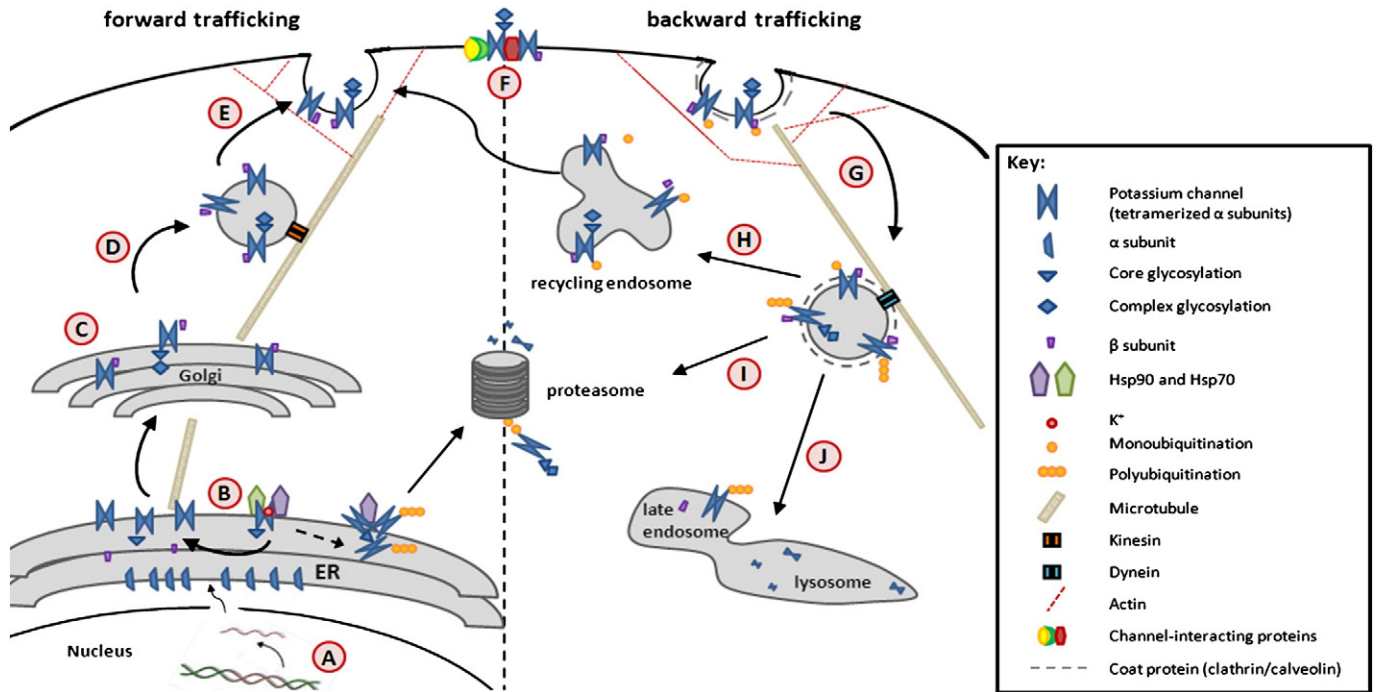 forward trafficking
backward trafficking
F
E
G
D
H
recycling endosome
C
Golgi
I
proteasome
J
B
late
endosome
ER
lysosome
Nucleus
A
Key:
Potassium channel
(tetramerized α subunits)
α subunit
Core glycosylation
Complex glycosylation
β subunit
Hsp90 and Hsp70
K⁺
Monoubiquitination
Polyubiquitination
Microtubule
Kinesin
Dynein
Actin
Channel-interacting proteins
Coat protein (clathrin/calveolin)